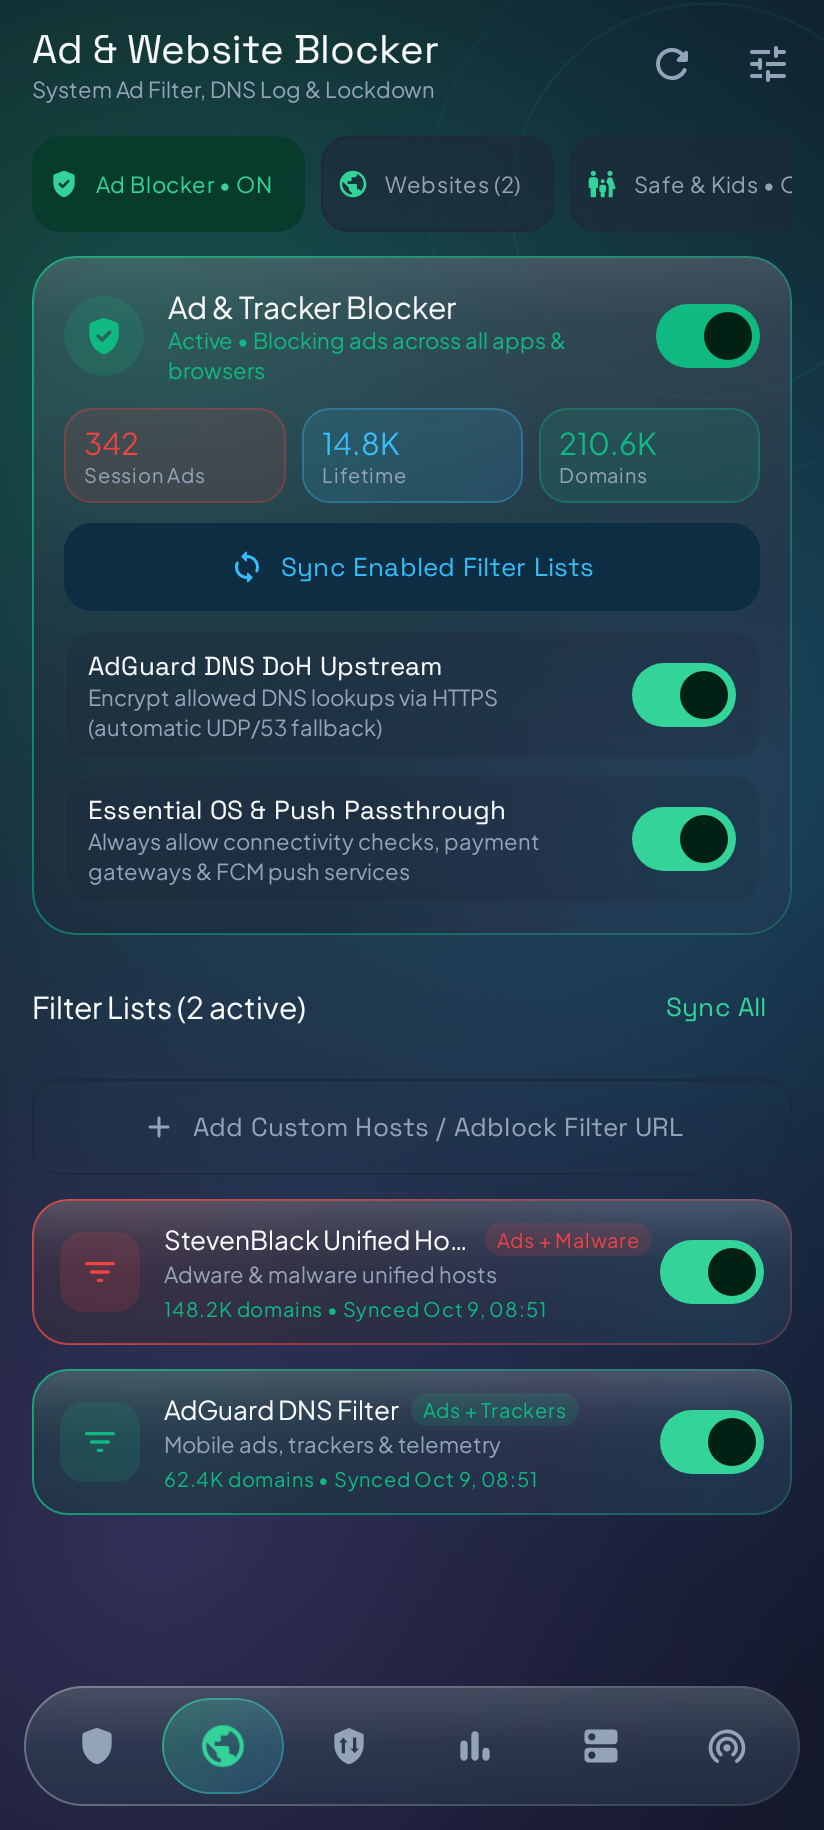 Ad & Website Blocker
System Ad Filter, DNS Log & Lockdown
Ad Blocker • ON
Websites (2)
Safe & Kids •
Ad & Tracker Blocker
Active • Blocking ads across all apps &
browsers
342
Session Ads
14.8K
Lifetime
210.6K
Domains
Sync Enabled Filter Lists
AdGuard DNS DoH Upstream
Encrypt allowed DNS lookups via HTTPS
(automatic UDP/53 fallback)
Essential OS & Push Passthrough
Always allow connectivity checks, payment
gateways & FCM push services
Filter Lists (2 active)
Sync All
Add Custom Hosts / Adblock Filter URL
StevenBlack Unified Ho...
Ads + Malware
Adware & malware unified hosts
148.2K domains • Synced Oct 9, 08:51
AdGuard DNS Filter
Ads + Trackers
Mobile ads, trackers & telemetry
62.4K domains • Synced Oct 9, 08:51